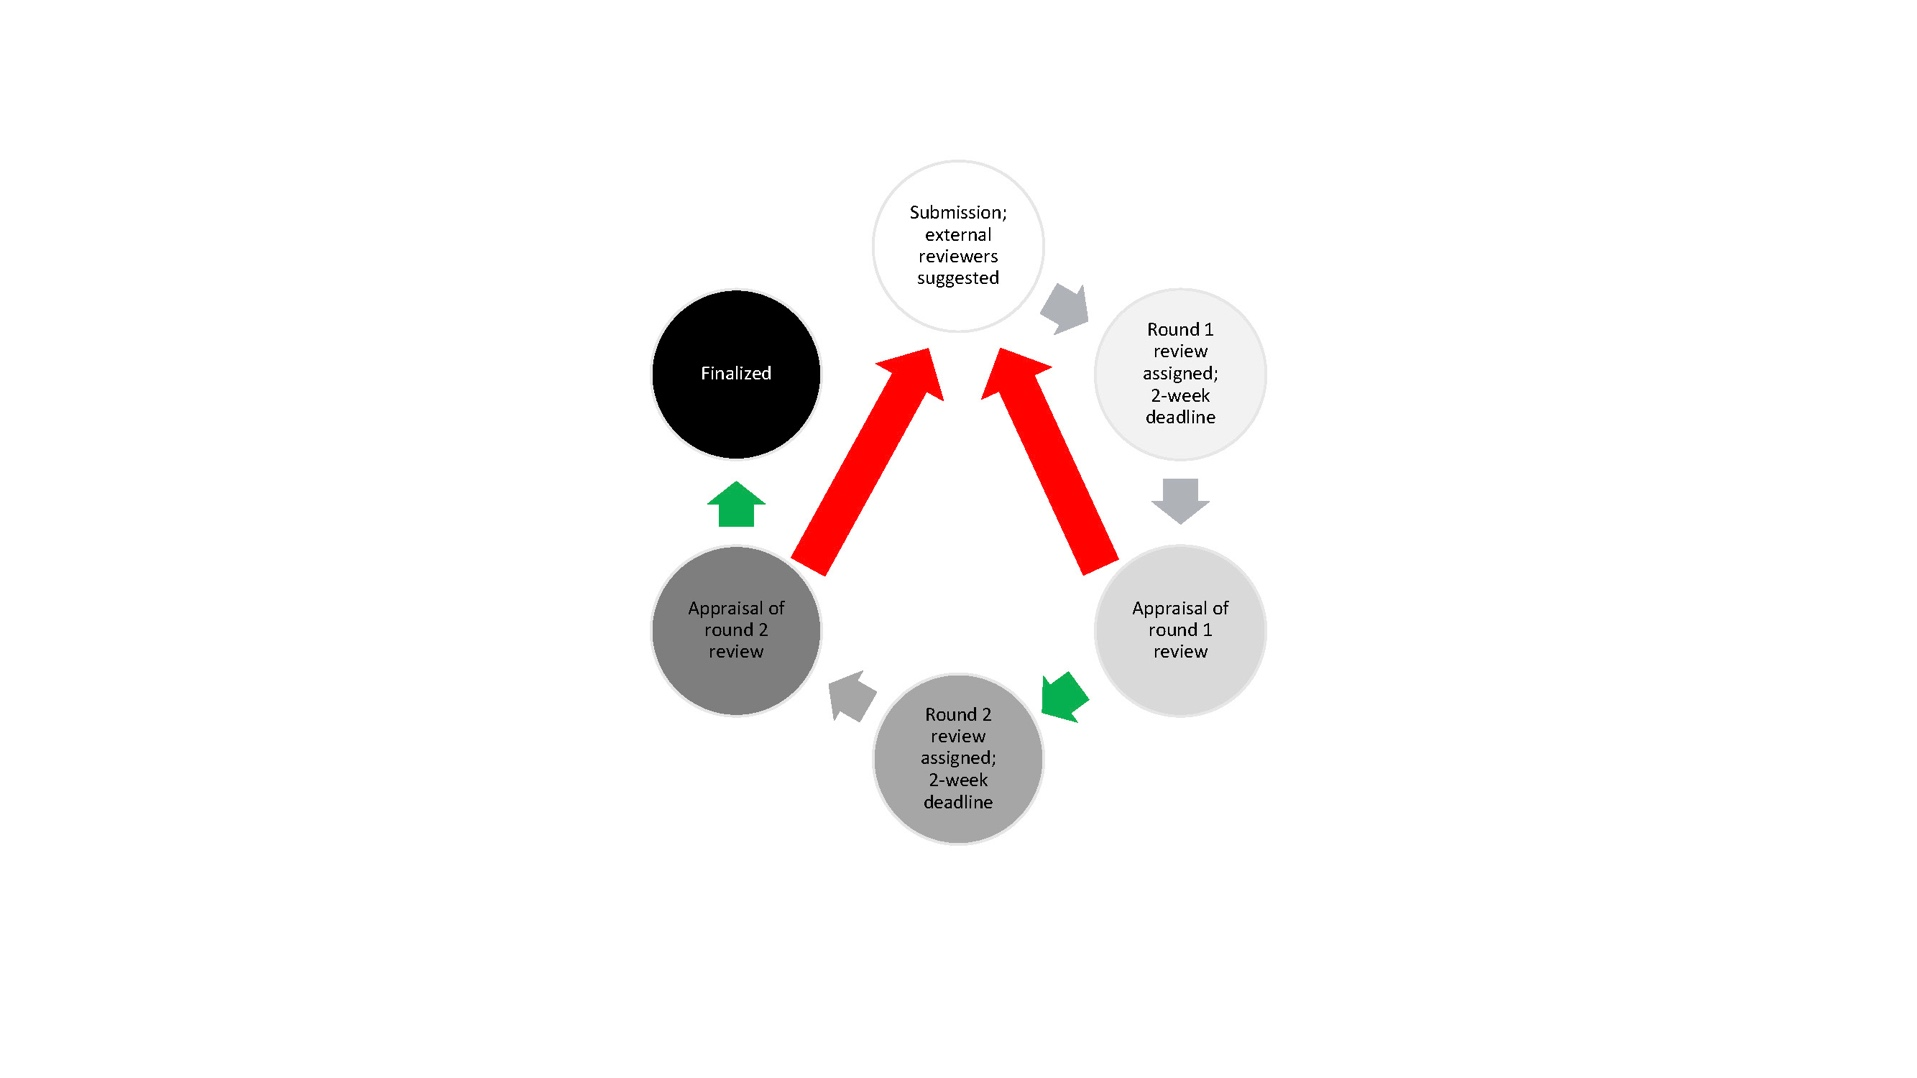 Submission;
external
reviewers
suggested
Round 1
review
assigned;
2-week
deadline
Appraisal of
round 1
review
Round 2
review
assigned;
2-week
deadline
Appraisal of
round 2
review
Finalized